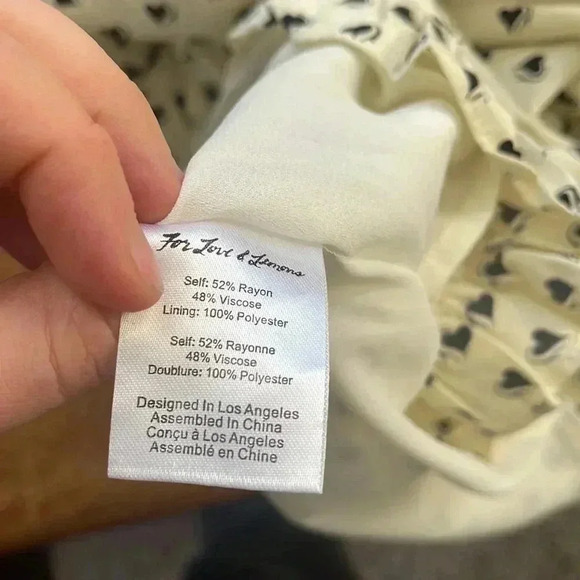 For Love & Lemons
Self: 52% Rayon
48% Viscose
Lining: 100% Polyester
Self: 52% Rayonne
48% Viscose
Doublure: 100% Polyester
Designed In Los Angeles
Assembled In China
Conçu à Los Angeles
Assemblé en Chine